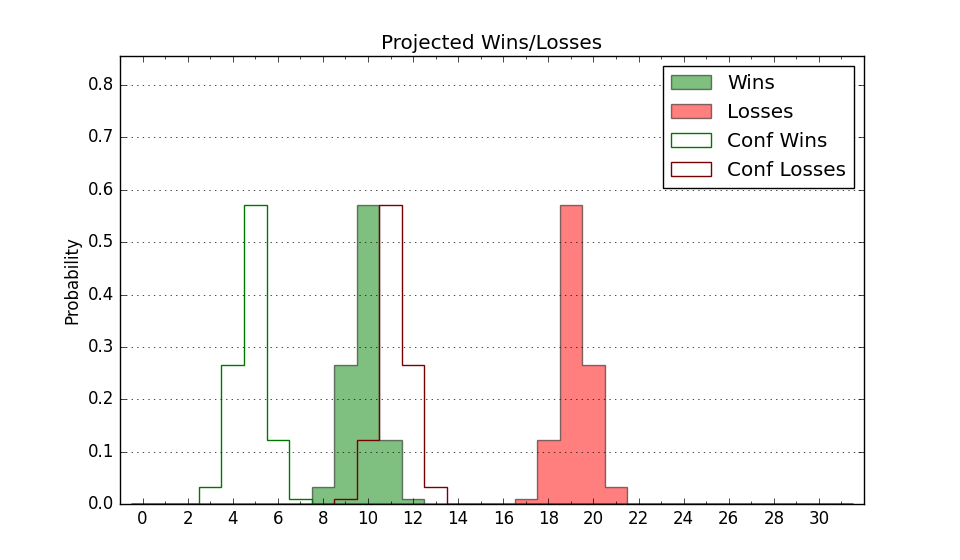 Projected Wins/Losses
Wins
Losses
Conf Wins
Conf Losses
Probability
0.8
0.7
0.6
0.5
0.4
0.3
0.2
0.1
0.0
0 2 4 6 8 10 12 14 16 18 20 22 24 26 28 30